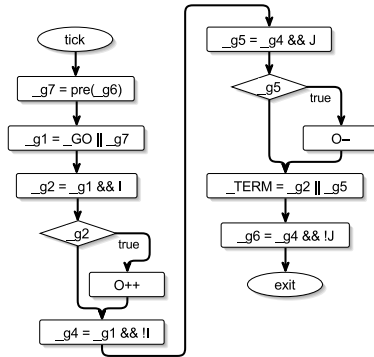 tick
_g7 = pre(_g6)
_g1 = _GO || _g7
_g2 = _g1 && I
_g2
true
O++
_g4 = _g1 && !I
_g5 = _g4 && J
_g5
true
O--
_TERM = _g2 || _g5
_g6 = _g4 && !J
exit